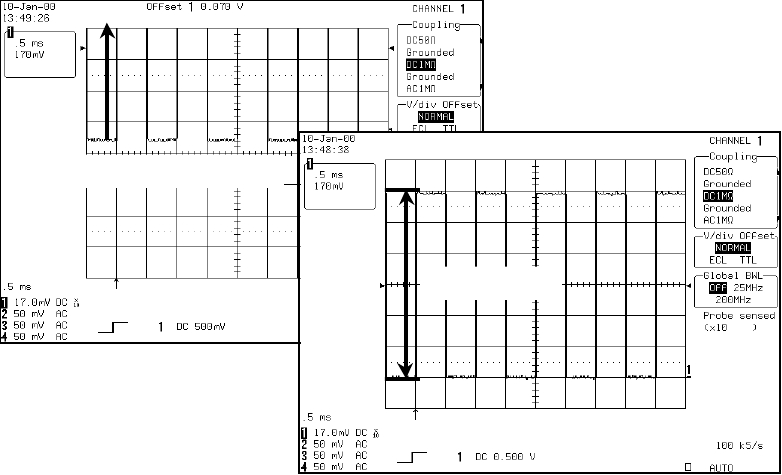 10-Jan-00
13:49:26
OFFset 1 0.070 V
CHANNEL 1
1
.5 ms
170mV
Coupling
DC50Ω
Grounded
DC1MΩ
Grounded
AC1MΩ
V/div OFFset
NORMAL
ECL TTL
.5 ms
1 17.0mV DC X10
2 50 mV AC
3 50 mV AC
4 50 mV AC
1 DC 500mV
10-Jan-00
13:48:38
CHANNEL 1
1
.5 ms
170mV
Coupling
DC50Ω
Grounded
DC1MΩ
Grounded
AC1MΩ
V/div OFFset
NORMAL
ECL TTL
Global BWL
OFF 25MHz
200MHz
Probe sensed
(x10 )
1
.5 ms
1 17.0mV DC X10
2 50 mV AC
3 50 mV AC
4 50 mV AC
1 DC 0.500 V
100 kS/s
AUTO